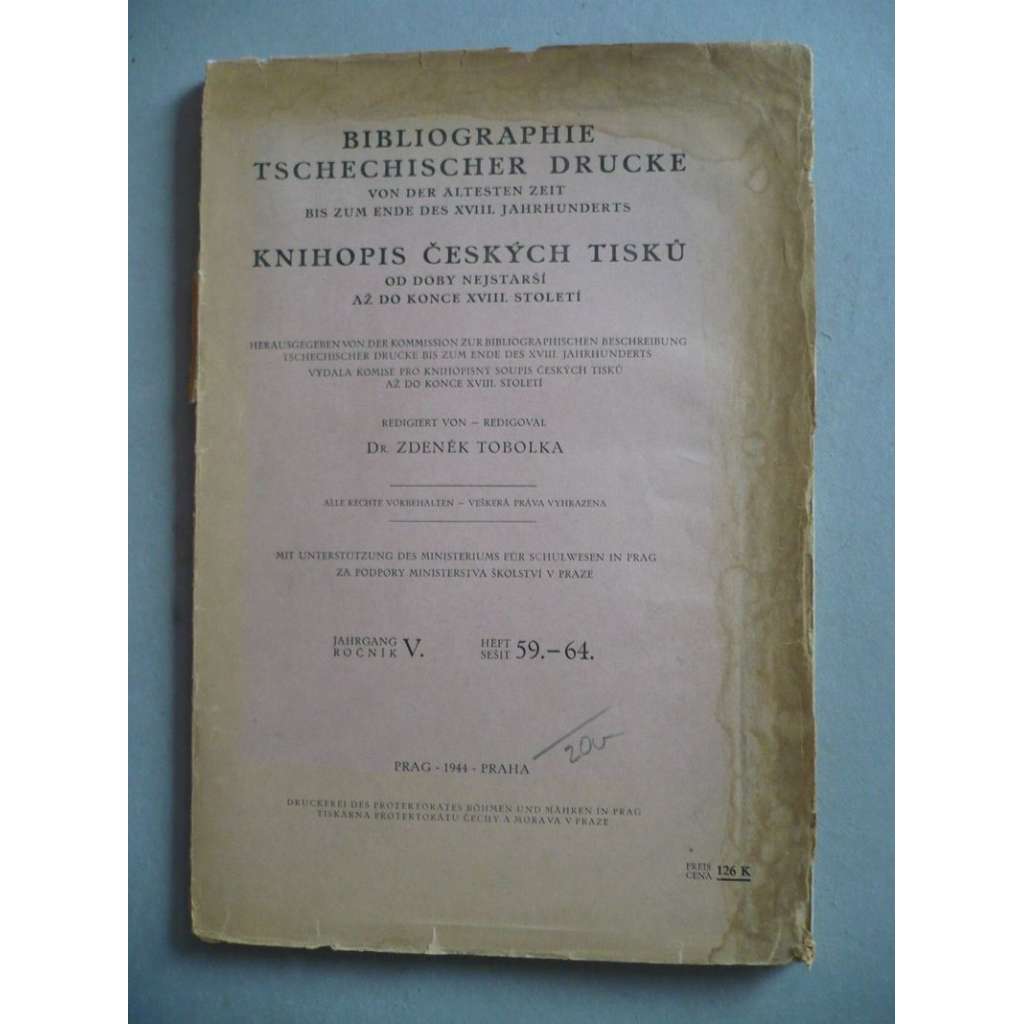 BIBLIOGRAPHIE
TSCHECHISCHER DRUCKE
VON DER ÄLTESTEN ZEIT
BIS ZUM ENDE DES XVIII. JAHRHUNDERTS
KNIHOPIS ČESKÝCH TISKŮ
OD DOBY NEJSTARŠÍ
AŽ DO KONCE XVIII. STOLETÍ
HERAUSGEGEBEN VON DER KOMMISSION ZUR BIBLIOGRAPHISCHEN BESCHREIBUNG
TSCHECHISCHER DRUCKE BIS ZUM ENDE DES XVIII. JAHRHUNDERTS
VYDALA KOMISE PRO KNIHOPISNÝ SOUPIS ČESKÝCH TISKŮ
AŽ DO KONCE XVIII. STOLETÍ
REDIGIERT VON – REDIGOVAL
DR. ZDENĚK TOBOLKA
ALLE RECHTE VORBEHALTEN – VEŠKERÁ PRÁVA VYHRAZENA
MIT UNTERSTÜTZUNG DES MINISTERIUMS FÜR SCHULWESEN IN PRAG
ZA PODPORY MINISTERSTVA ŠKOLSTVÍ V PRAZE
JAHRGANG
ROČNÍK V.
HEFT
SEŠIT 59.–64.
PRAG - 1944 - PRAHA
DRUCKEREI DES PROTEKTORATES BÖHMEN UND MÄHREN IN PRAG
TISKÁRNA PROTEKTORÁTU ČECHY A MORAVA V PRAZE
PREIS
CENA 126 K